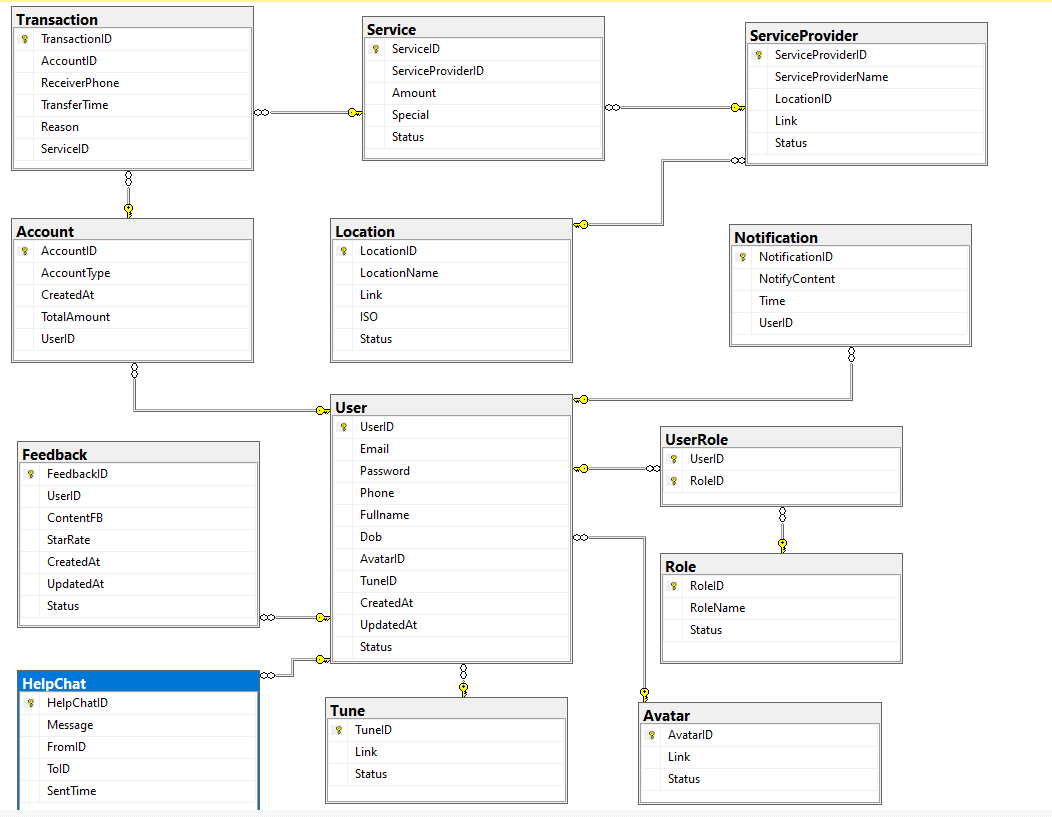 Transaction
TransactionID
AccountID
ReceiverPhone
TransferTime
Reason
ServiceID
Service
ServiceID
ServiceProviderID
Amount
Special
Status
ServiceProvider
ServiceProviderID
ServiceProviderName
LocationID
Link
Status
Account
AccountID
AccountType
CreatedAt
TotalAmount
UserID
Location
LocationID
LocationName
Link
ISO
Status
Notification
NotificationID
NotifyContent
Time
UserID
User
UserID
Email
Password
Phone
Fullname
Dob
AvatarID
TuneID
CreatedAt
UpdatedAt
Status
UserRole
UserID
RoleID
Feedback
FeedbackID
UserID
ContentFB
StarRate
CreatedAt
UpdatedAt
Status
Role
RoleID
RoleName
Status
HelpChat
HelpChatID
Message
FromID
ToID
SentTime
Tune
TuneID
Link
Status
Avatar
AvatarID
Link
Status